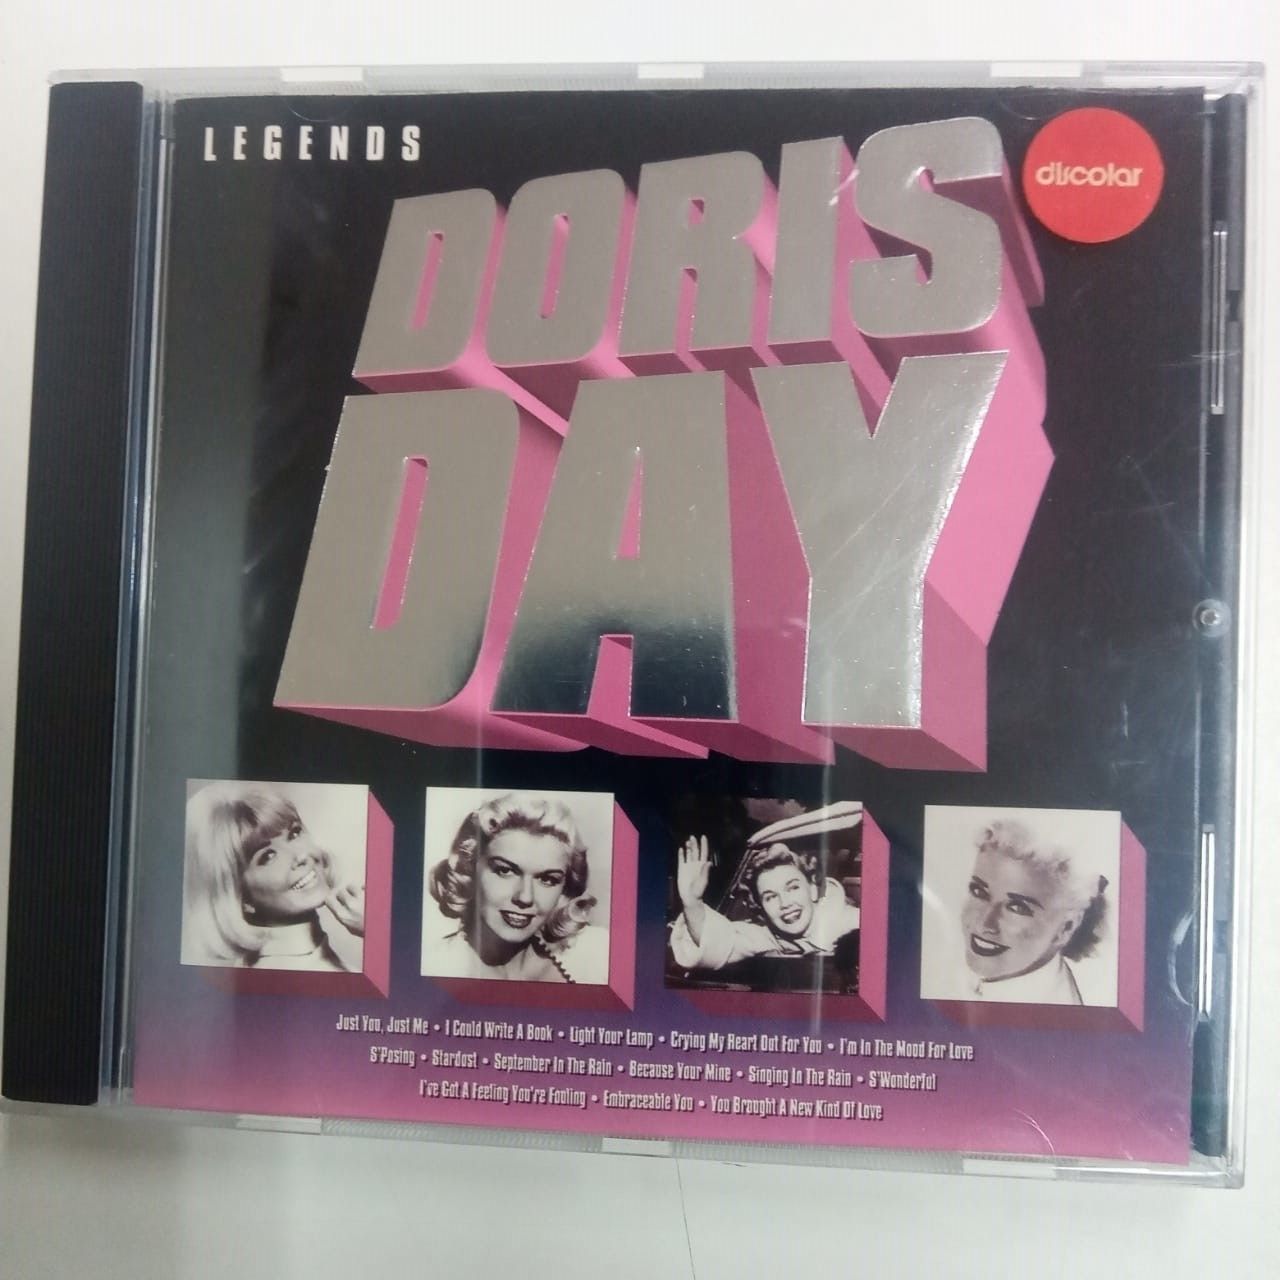 LEGENDS
discolar
DORIS
DAY
Just You, Just Me • I Could Write A Book • Light Your Lamp • Crying My Heart Out For You • I'm In The Mood For Love
S'Posing • Stardust • September In The Rain • Because Your Mine • Singing In The Rain • S'Wonderful
I've Got A Feeling You're Fooling • Embraceable You • You Brought A New Kind Of Love